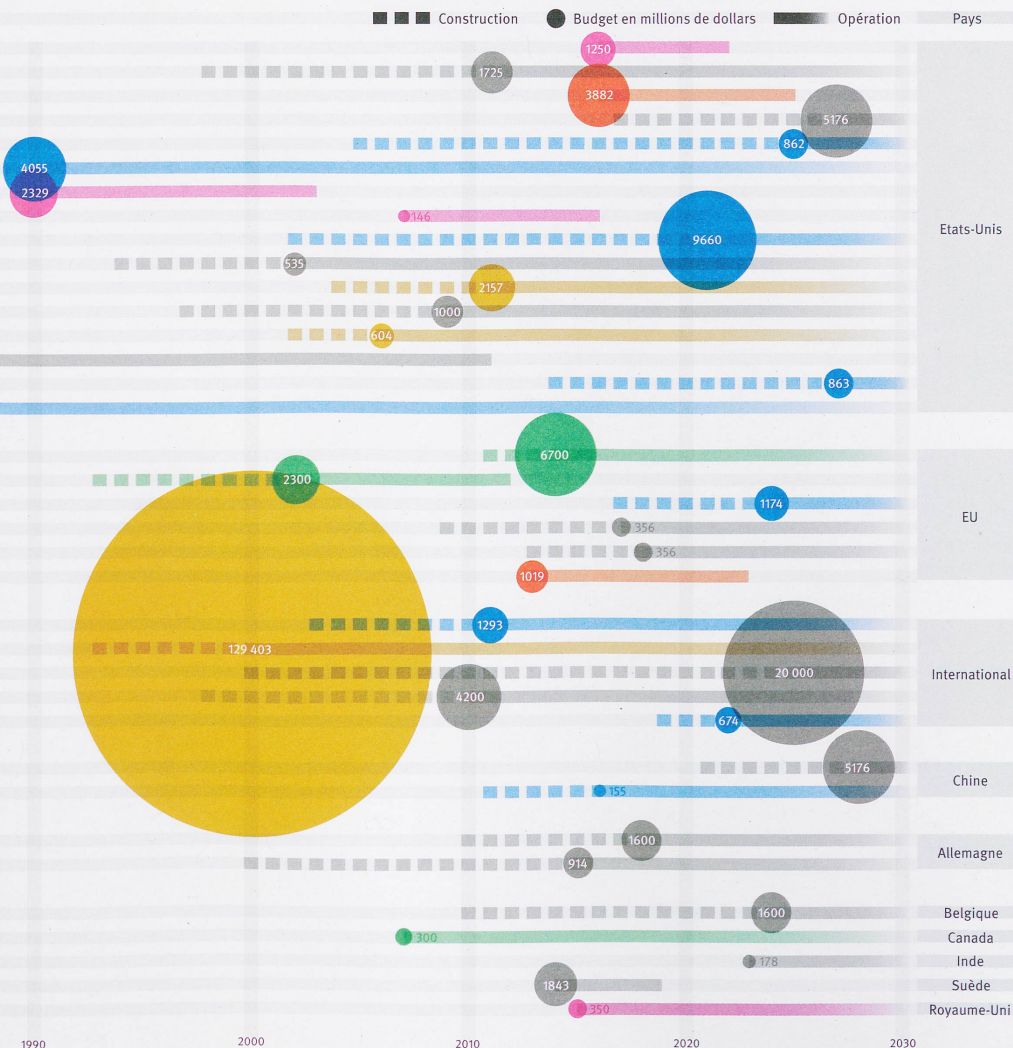 Construction
Budget en millions de dollars
Opération
Pays
1250
1725
3882
5176
862
4055
2329
146
Etats-Unis
9660
535
2157
1000
604
863
6700
2300
1174
EU
356
356
1019
1293
129 403
20 000
International
4200
674
5176
Chine
155
1600
Allemagne
914
1600
Belgique
300
Canada
178
Inde
1843
Suède
350
Royaume-Uni
1990
2000
2010
2020
2030